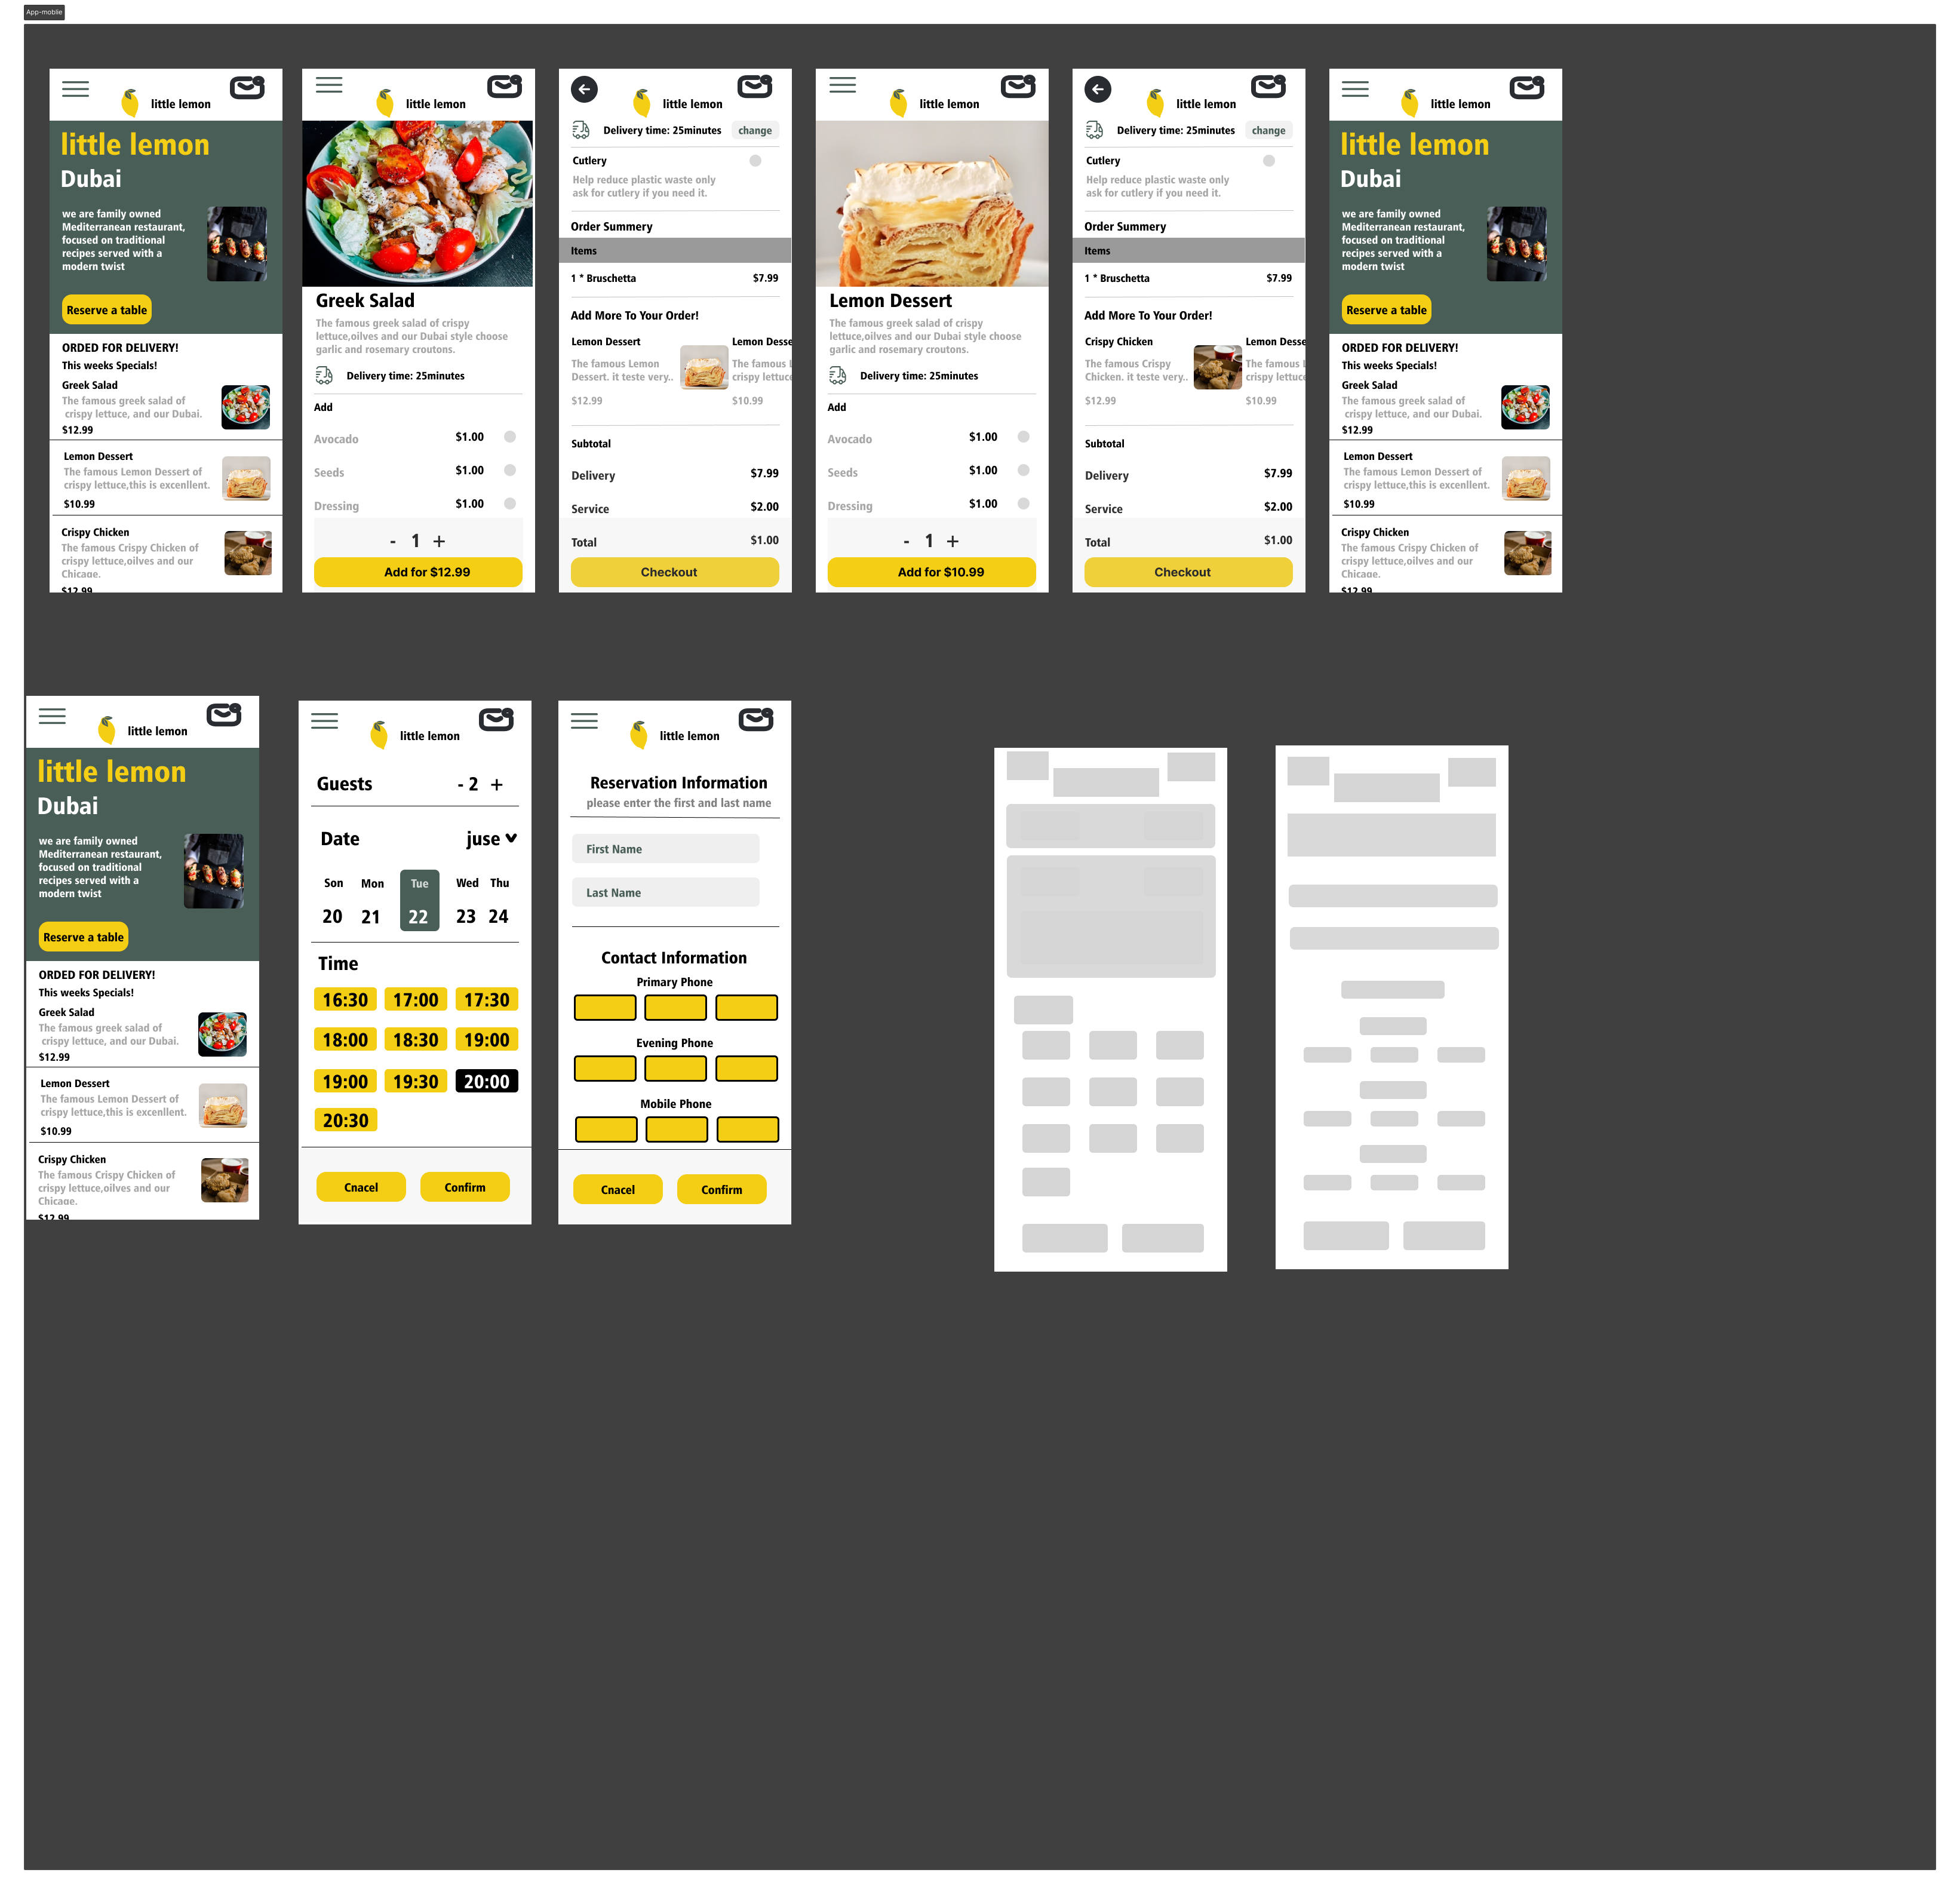 App-moblie
little lemon
little lemon
Dubai
we are family owned
Mediterranean restaurant,
focused on traditional
recipes served with a
modern twist
Reserve a table
ORDED FOR DELIVERY!
This weeks Specials!
Greek Salad
The famous greek salad of
crispy lettuce, and our Dubai.
$12.99
Lemon Dessert
The famous Lemon Dessert of
crispy lettuce,this is excenllent.
$10.99
Crispy Chicken
The famous Crispy Chicken of
crispy lettuce,oilves and our
Chicage.
$12.99
little lemon
Greek Salad
The famous greek salad of crispy
lettuce,oilves and our Dubai style choose
garlic and rosemary croutons.
Delivery time: 25minutes
Add
Avocado $1.00
Seeds $1.00
Dressing $1.00
- 1 +
Add for $12.99
little lemon
Delivery time: 25minutes change
Cutlery
Help reduce plastic waste only
ask for cutlery if you need it.
Order Summery
Items
1 * Bruschetta $7.99
Add More To Your Order!
Lemon Dessert Lemon Desse
The famous Lemon The famous
Dessert. it teste very.. crispy lettuce
$12.99 $10.99
Subtotal
Delivery $7.99
Service $2.00
Total $1.00
Checkout
little lemon
Lemon Dessert
The famous greek salad of crispy
lettuce,oilves and our Dubai style choose
garlic and rosemary croutons.
Delivery time: 25minutes
Add
Avocado $1.00
Seeds $1.00
Dressing $1.00
- 1 +
Add for $10.99
little lemon
Delivery time: 25minutes change
Cutlery
Help reduce plastic waste only
ask for cutlery if you need it.
Order Summery
Items
1 * Bruschetta $7.99
Add More To Your Order!
Crispy Chicken Lemon Desse
The famous Crispy The famous
Chicken. it teste very.. crispy lettuce
$12.99 $10.99
Subtotal
Delivery $7.99
Service $2.00
Total $1.00
Checkout
little lemon
little lemon
Dubai
we are family owned
Mediterranean restaurant,
focused on traditional
recipes served with a
modern twist
Reserve a table
ORDED FOR DELIVERY!
This weeks Specials!
Greek Salad
The famous greek salad of
crispy lettuce, and our Dubai.
$12.99
Lemon Dessert
The famous Lemon Dessert of
crispy lettuce,this is excenllent.
$10.99
Crispy Chicken
The famous Crispy Chicken of
crispy lettuce,oilves and our
Chicage.
$12.99
little lemon
little lemon
Dubai
we are family owned
Mediterranean restaurant,
focused on traditional
recipes served with a
modern twist
Reserve a table
ORDED FOR DELIVERY!
This weeks Specials!
Greek Salad
The famous greek salad of
crispy lettuce, and our Dubai.
$12.99
Lemon Dessert
The famous Lemon Dessert of
crispy lettuce,this is excenllent.
$10.99
Crispy Chicken
The famous Crispy Chicken of
crispy lettuce,oilves and our
Chicage.
$12.99
little lemon
Guests - 2 +
Date juse
Son Mon Tue Wed Thu
20 21 22 23 24
Time
16:30 17:00 17:30
18:00 18:30 19:00
19:00 19:30 20:00
20:30
Cnacel Confirm
little lemon
Reservation Information
please enter the first and last name
First Name
Last Name
Contact Information
Primary Phone
Evening Phone
Mobile Phone
Cnacel Confirm